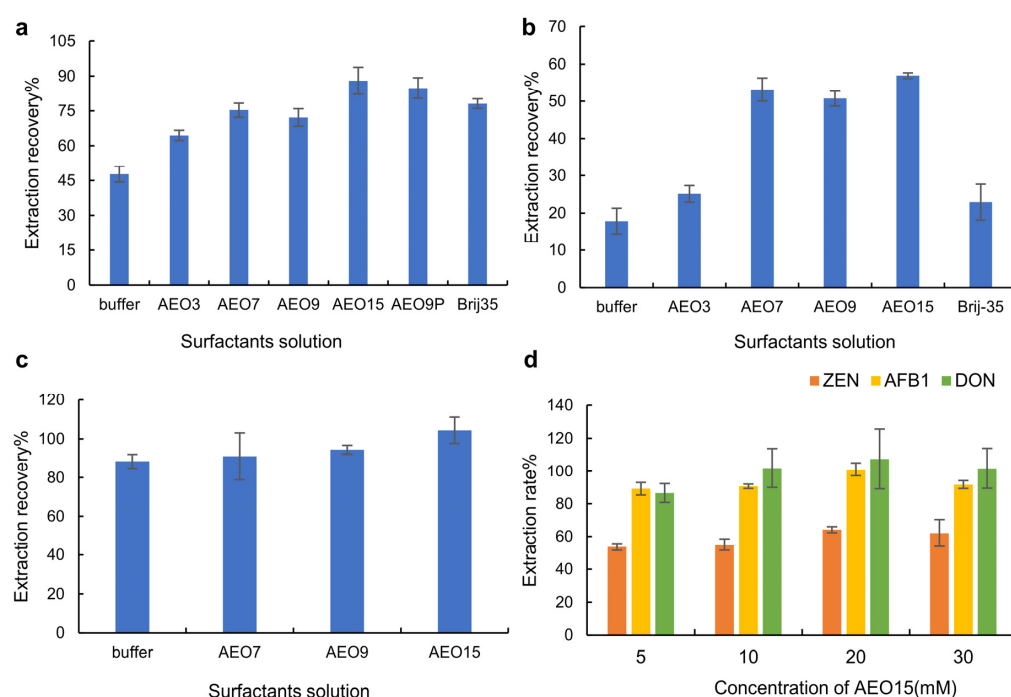 a
105
90
75
60
45
30
15
0
Extraction recovery%
buffer AEO3 AEO7 AEO9 AEO15 AEO9P Brij35
Surfactants solution
b
70
60
50
40
30
20
10
0
Extraction recovery%
buffer AEO3 AEO7 AEO9 AEO15 Brij-35
Surfactants solution
c
120
100
80
60
40
20
0
Extraction recovery%
buffer AEO7 AEO9 AEO15
Surfactants solution
d
ZEN AFB1 DON
140
120
100
80
60
40
20
0
Extraction rate%
5 10 20 30
Concentration of AEO15(mM)